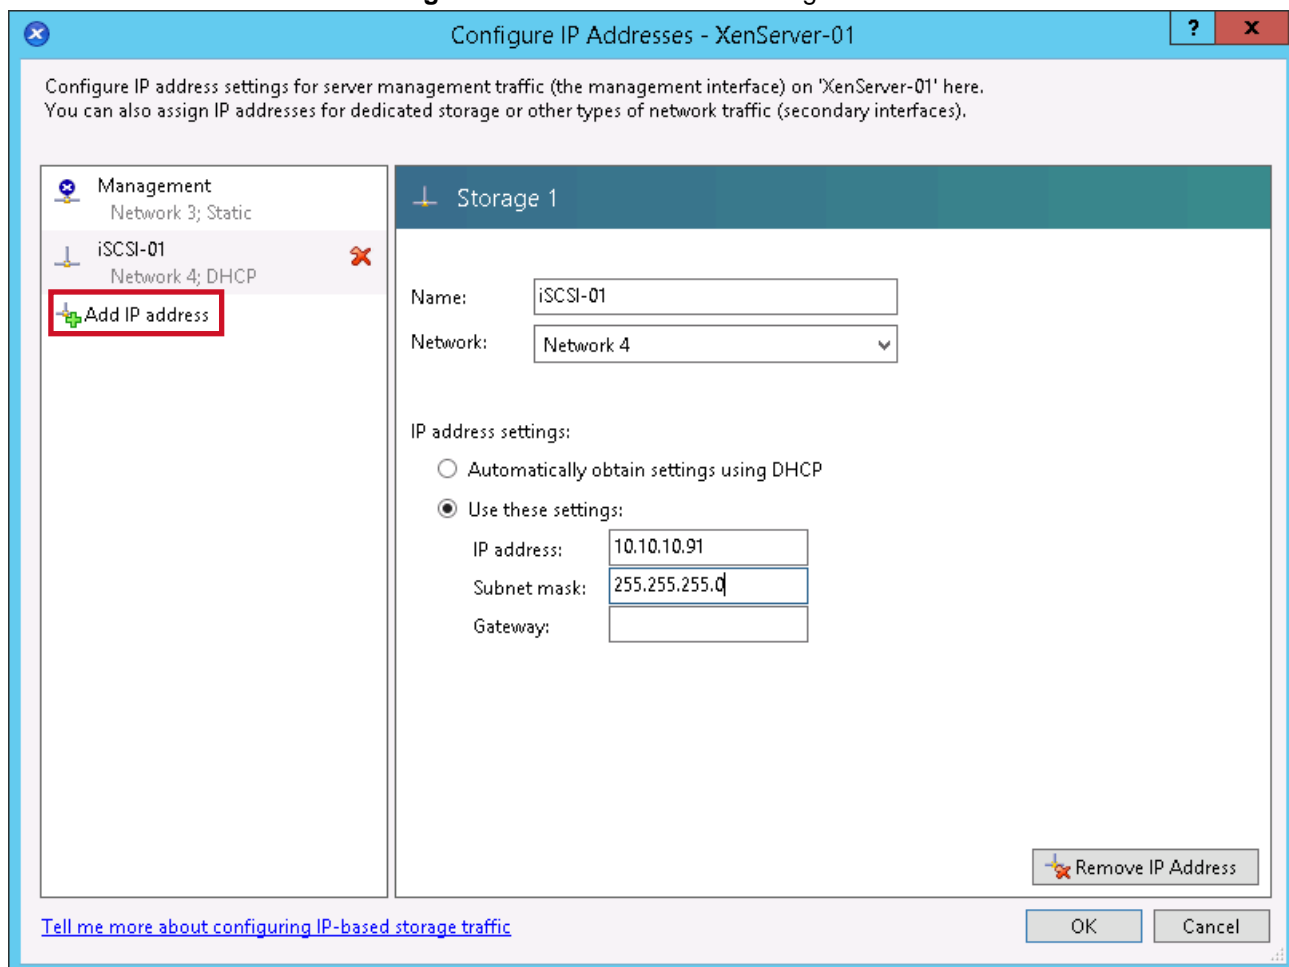 Configure IP Addresses - XenServer-01
?
x
Configure IP address settings for server management traffic (the management interface) on 'XenServer-01' here.
You can also assign IP addresses for dedicated storage or other types of network traffic (secondary interfaces).
Management
Network 3; Static
iSCSI-01
Network 4; DHCP
Add IP address
Storage 1
Name:
iSCSI-01
Network:
Network 4
IP address settings:
Automatically obtain settings using DHCP
Use these settings:
IP address:
10.10.10.91
Subnet mask:
255.255.255.0
Gateway:
Remove IP Address
Tell me more about configuring IP-based storage traffic
OK
Cancel